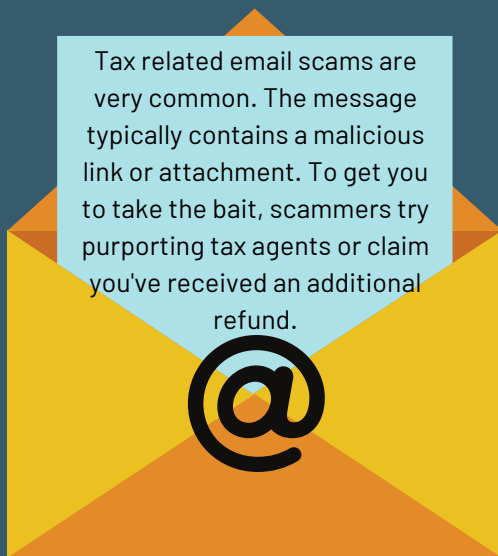 Tax related email scams are
very common. The message
typically contains a malicious
link or attachment. To get you
to take the bait, scammers try
purporting tax agents or claim
you've received an additional
refund.
@